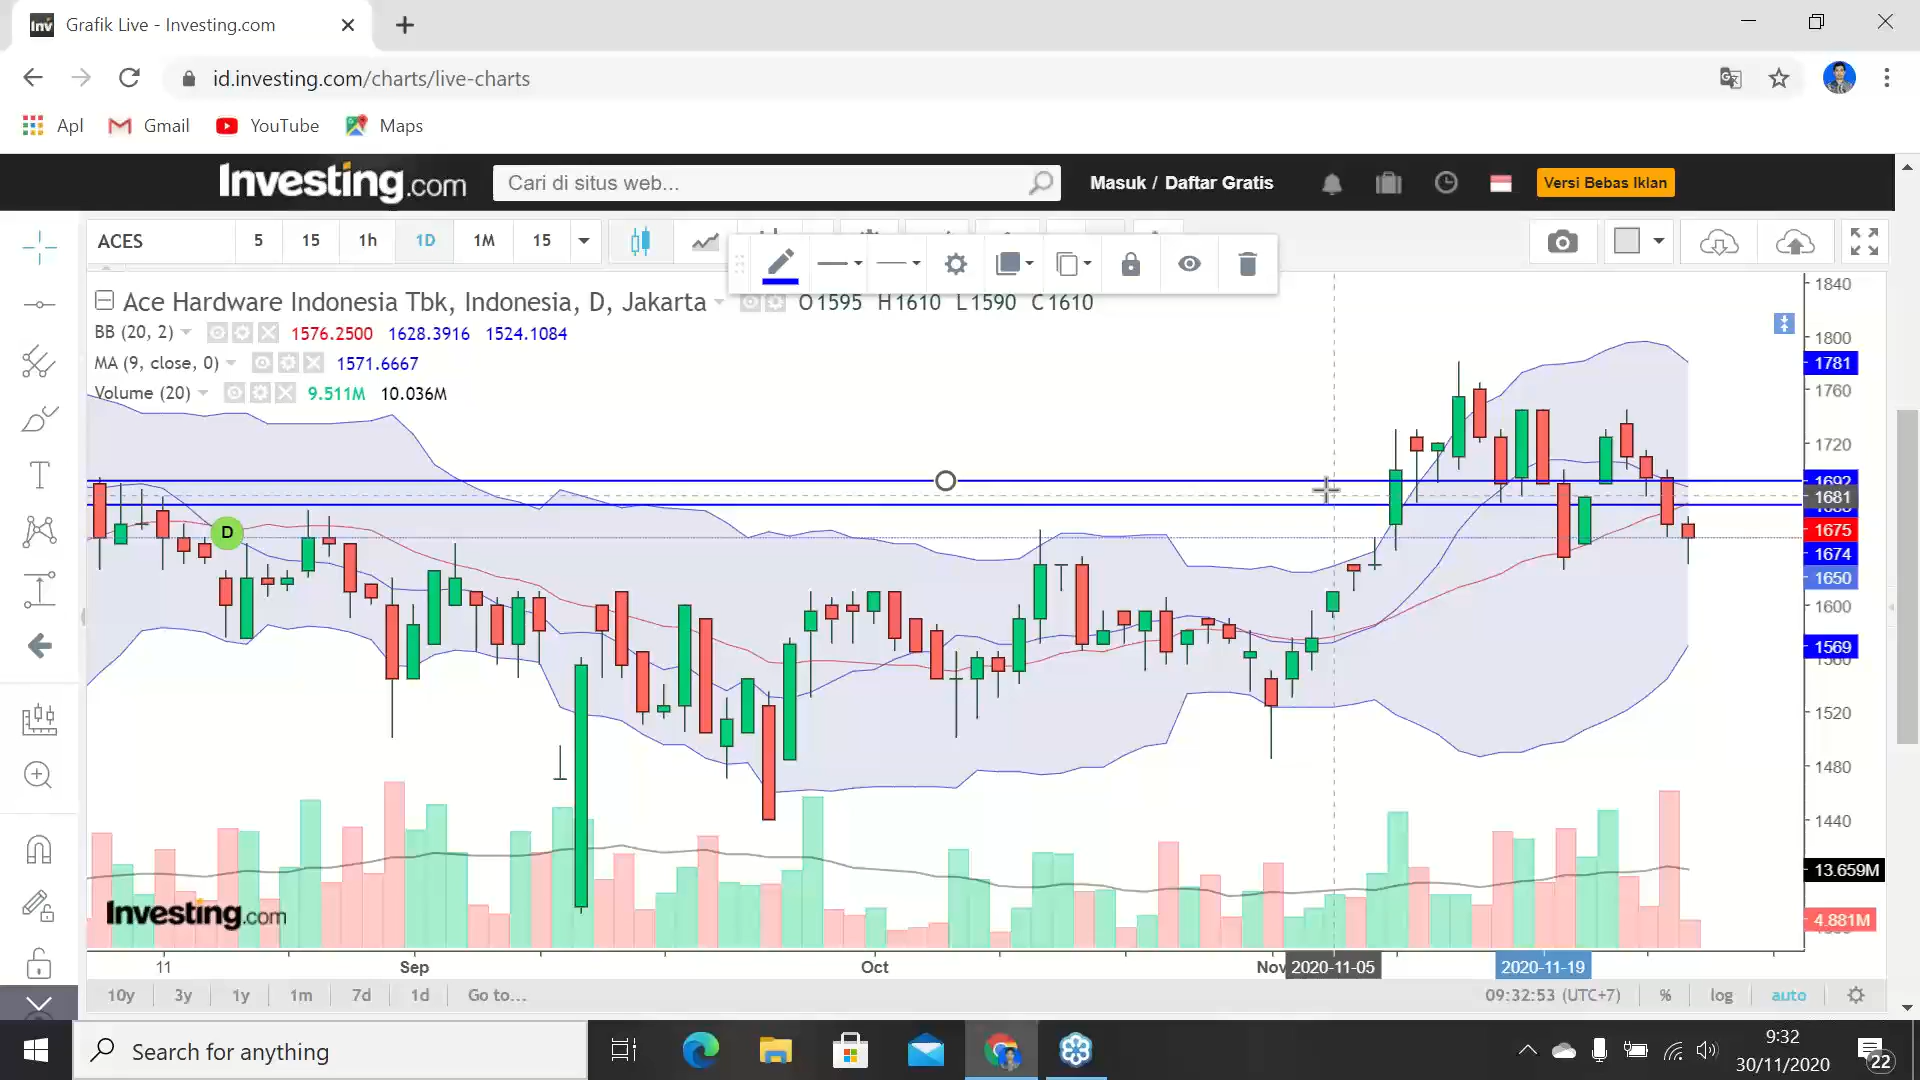 Grafik Live - Investing.com
id.investing.com/charts/live-charts
Apl
Gmail
YouTube
Maps
Investing.com
Cari di situs web...
Masuk / Daftar Gratis
Versi Bebas Iklan
ACES
5
15
1h
1D
1M
15
Ace Hardware Indonesia Tbk, Indonesia, D, Jakarta
O 1595 H 1610 L 1590 C 1610
BB (20, 2)
1576.2500 1628.3916 1524.1084
MA (9, close, 0)
1571.6667
Volume (20)
9.511M 10.036M
D
1840
1800
1781
1760
1720
1692
1681
1675
1674
1650
1600
1569
1520
1480
1440
13.659M
4.881M
Investing.com
11
Sep
Oct
Nov
2020-11-05
2020-11-19
10y
3y
1y
1m
7d
1d
Go to...
09:32:53 (UTC+7)
%
log
auto
Search for anything
9:32
30/11/2020
22